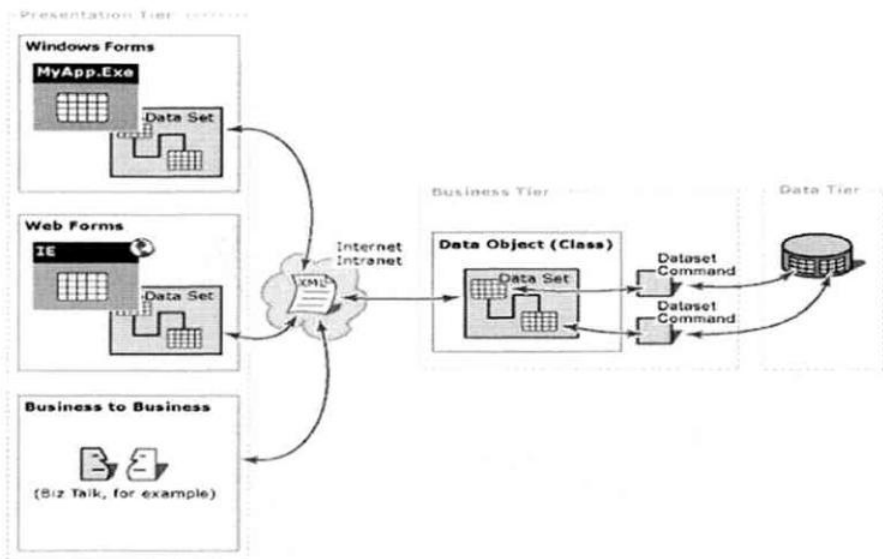 Presentation Tier
Windows Forms
MyApp.Exe
Data Set
Web Forms
IE
Data Set
Business to Business
(Biz Talk, for example)
Internet
Intranet
XML
Business Tier
Data Object (Class)
Data Set
Dataset
Command
Dataset
Command
Data Tier